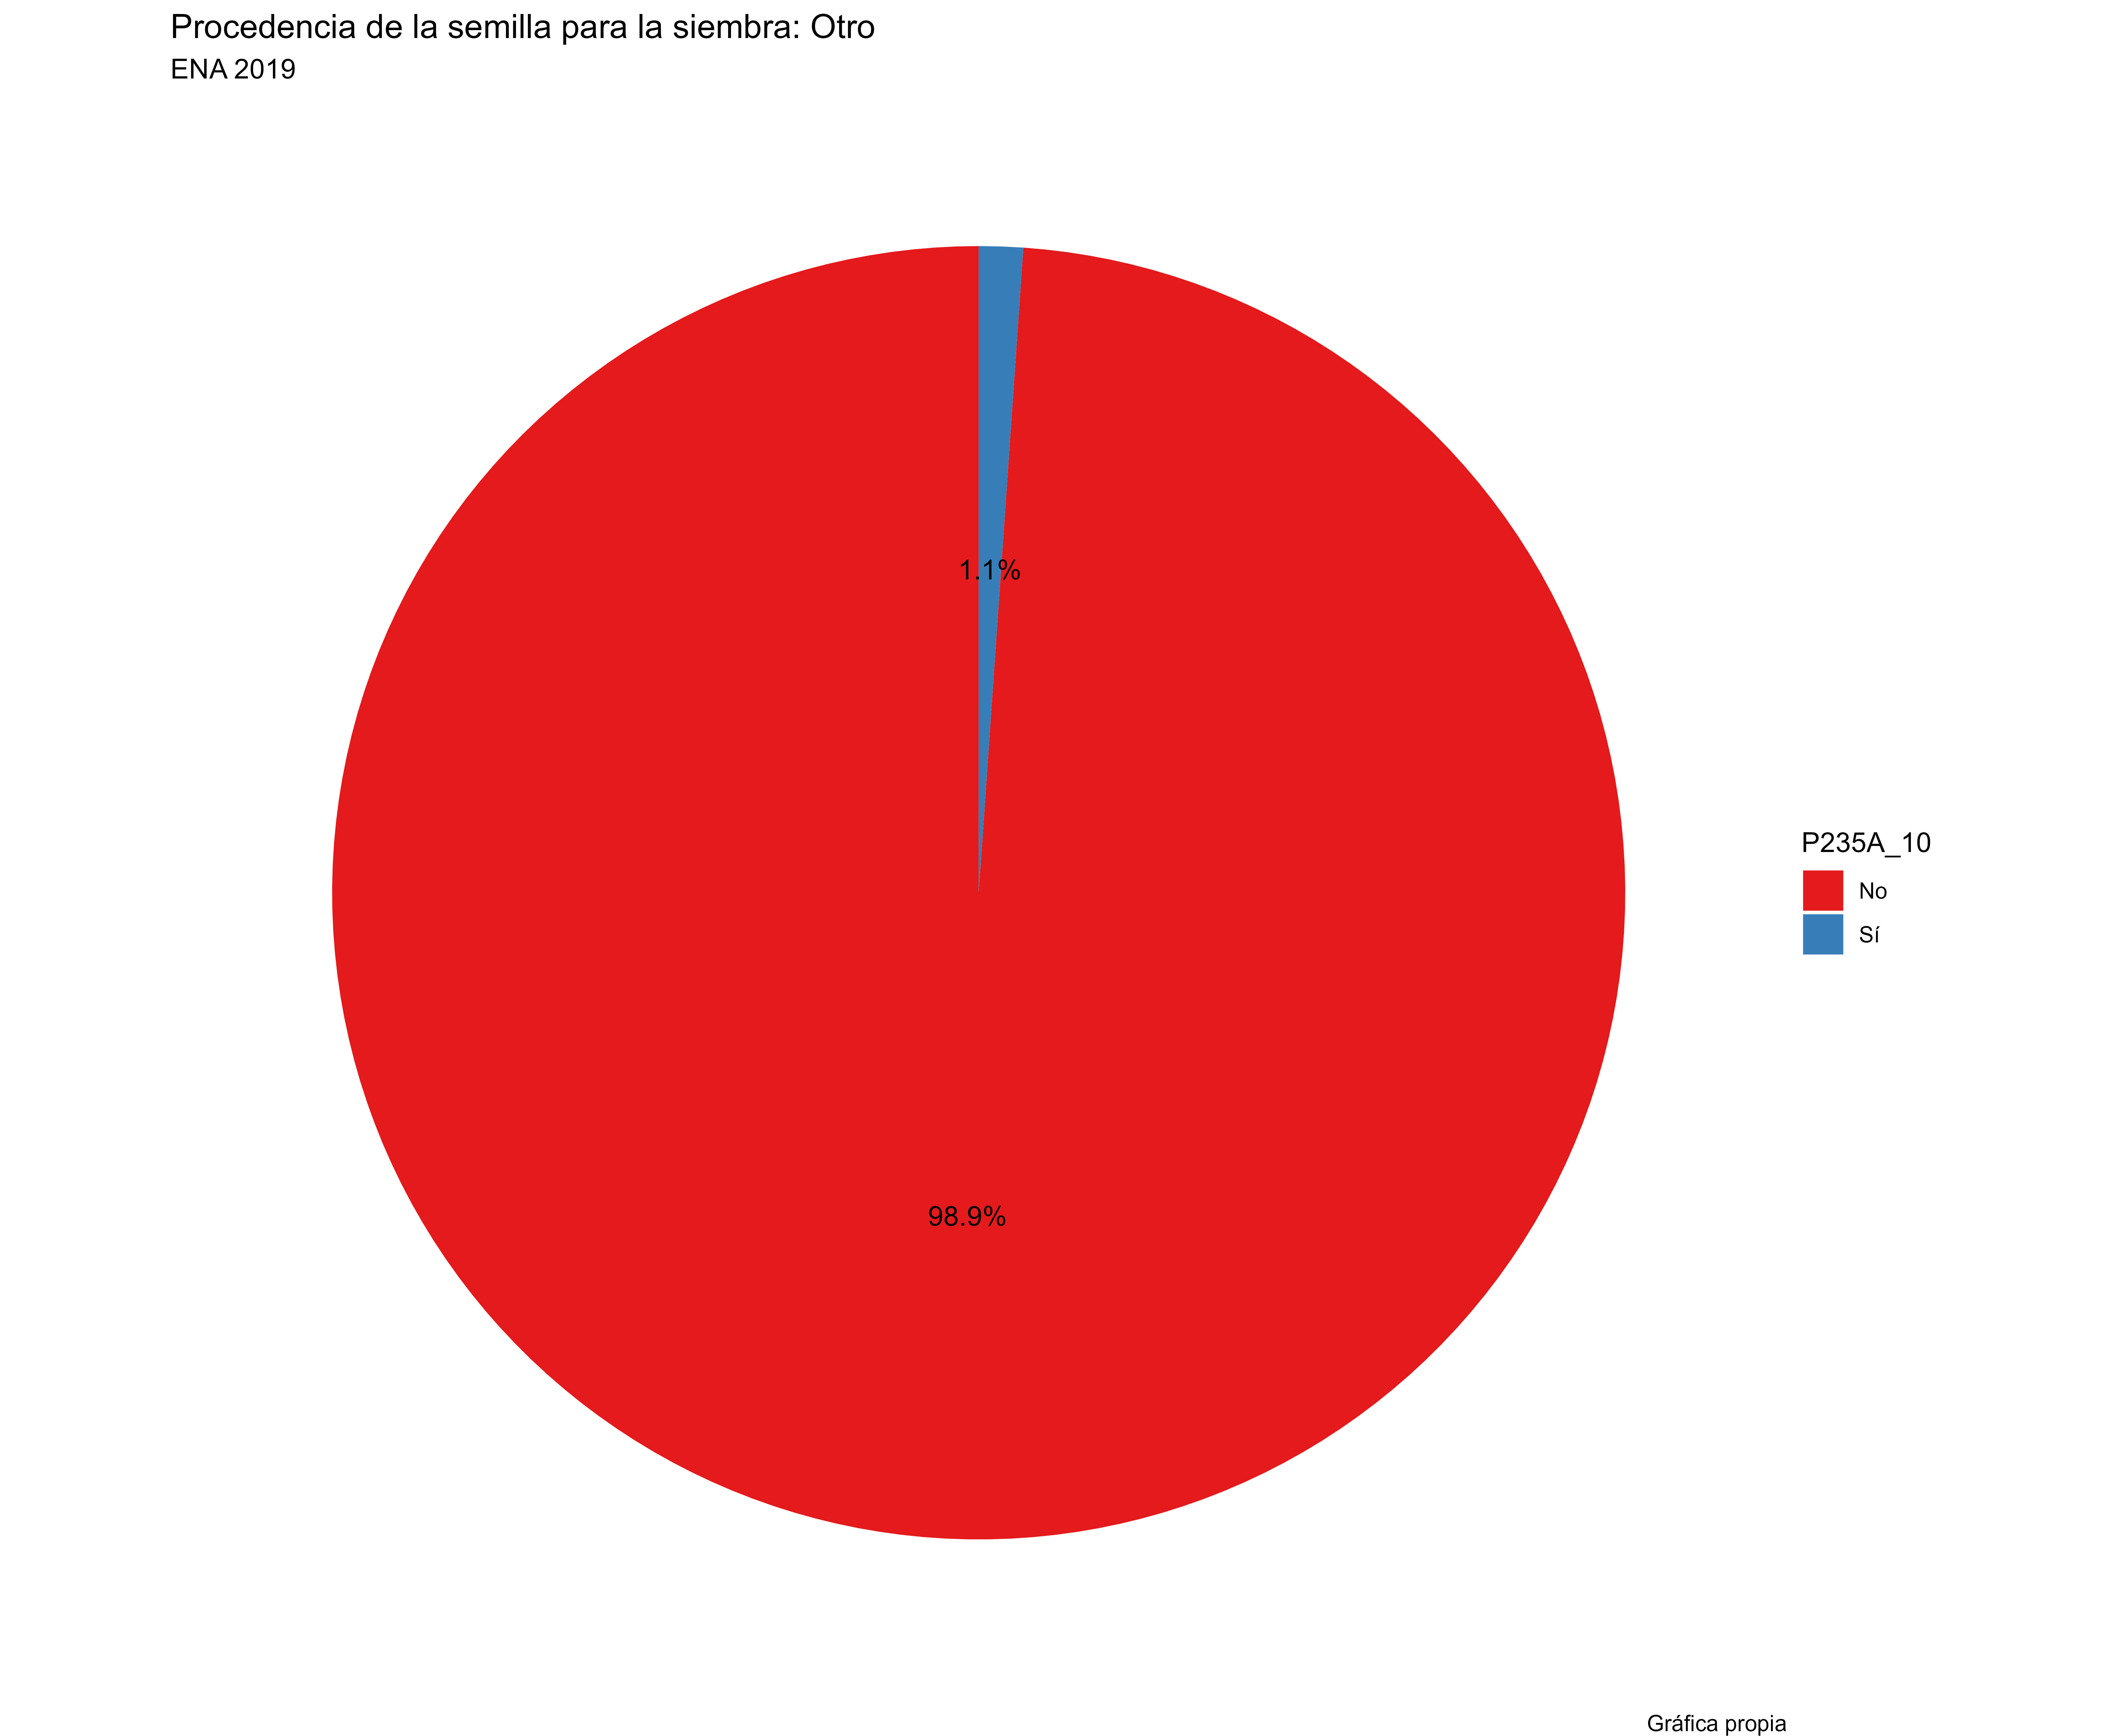 Procedencia de la semilla para la siembra: Otro
ENA 2019
1.1%
98.9%
P235A_10
No
Sí
Gráfica propia